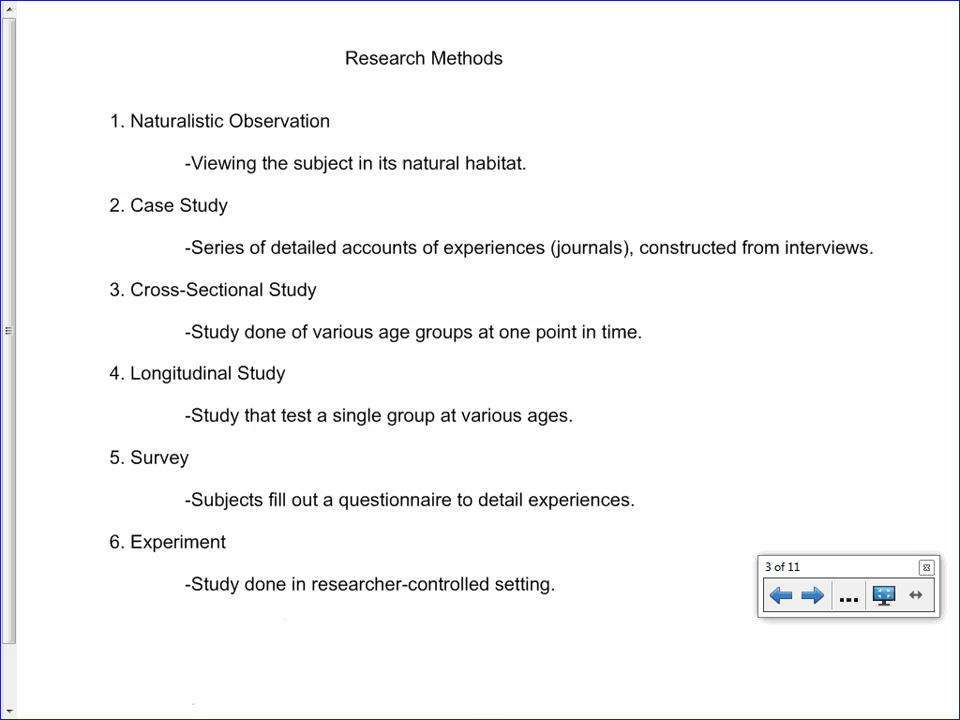 Research Methods
1. Naturalistic Observation
-Viewing the subject in its natural habitat.
2. Case Study
-Series of detailed accounts of experiences (journals), constructed from interviews.
3. Cross-Sectional Study
-Study done of various age groups at one point in time.
4. Longitudinal Study
-Study that test a single group at various ages.
5. Survey
-Subjects fill out a questionnaire to detail experiences.
6. Experiment
-Study done in researcher-controlled setting.
3 of 11
...